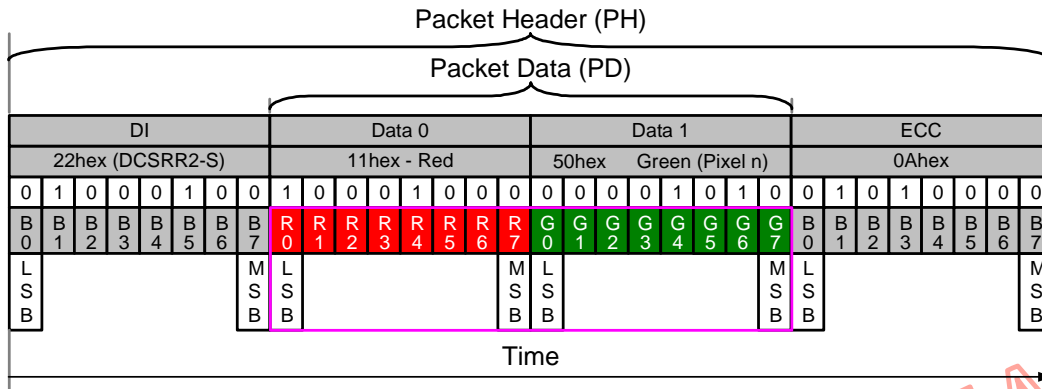 Packet Header (PH)
Packet Data (PD)
DI Data 0 Data 1 ECC
22hex (DCSRR2-S) 11hex - Red 50hex Green (Pixel n) 0Ahex
0 1 0 0 0 1 0 0 1 0 0 0 1 0 0 0 0 0 0 0 1 0 1 0 0 1 0 1 0 0 0 0
B0 B1 B2 B3 B4 B5 B6 B7 R0 R1 R2 R3 R4 R5 R6 R7 G0 G1 G2 G3 G4 G5 G6 G7 B0 B1 B2 B3 B4 B5 B6 B7
LSB MSB LSB MSB LSB MSB LSB MSB
Time